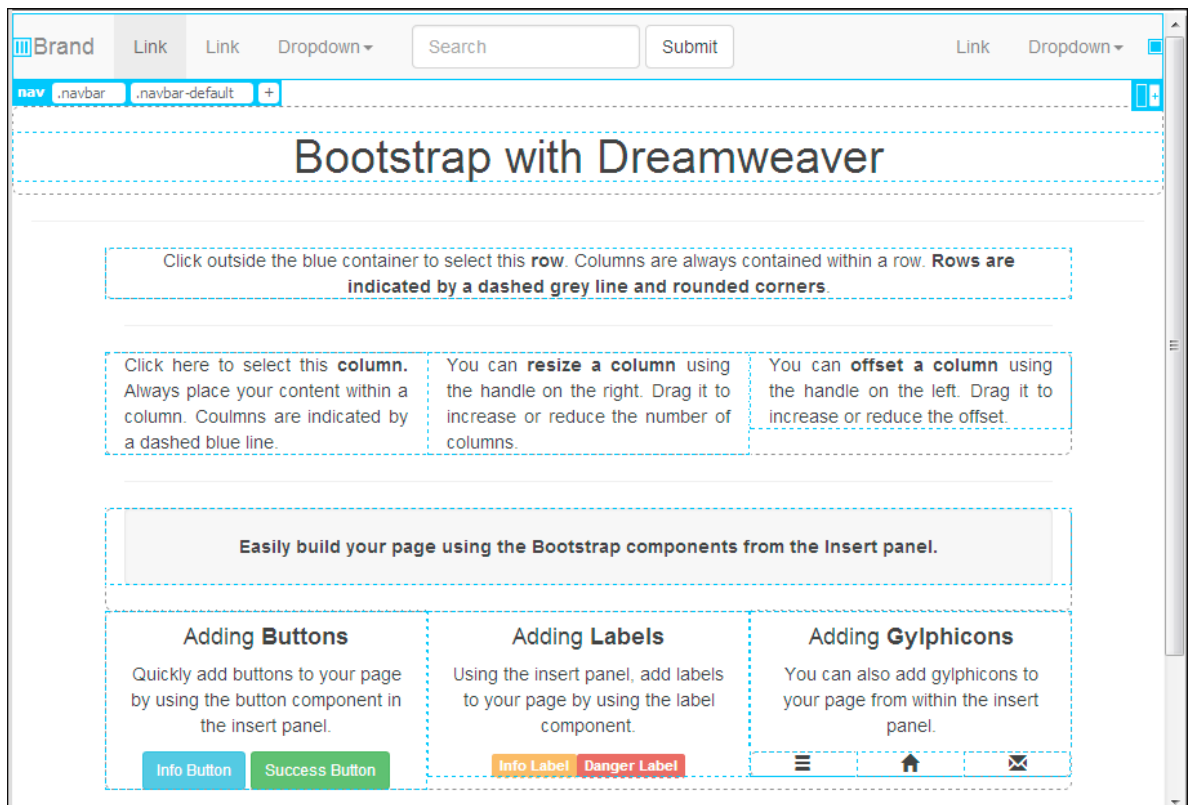 Brand Link Link Dropdown Search Submit Link Dropdown
nav .navbar .navbar-default +
Bootstrap with Dreamweaver
Click outside the blue container to select this row. Columns are always contained within a row. Rows are
indicated by a dashed grey line and rounded corners.
Click here to select this column.
Always place your content within a
column. Coulmns are indicated by
a dashed blue line.
You can resize a column using
the handle on the right. Drag it to
increase or reduce the number of
columns.
You can offset a column using
the handle on the left. Drag it to
increase or reduce the offset.
Easily build your page using the Bootstrap components from the Insert panel.
Adding Buttons
Quickly add buttons to your page
by using the button component in
the insert panel.
Info Button Success Button
Adding Labels
Using the insert panel, add labels
to your page by using the label
component.
Info Label Danger Label
Adding Gylphicons
You can also add gylphicons to
your page from within the insert
panel.